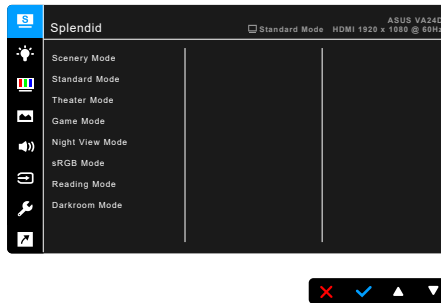 S
Splendid
ASUS VA24D
Standard Mode HDMI 1920 x 1080 @ 60Hz
Scenery Mode
Standard Mode
Theater Mode
Game Mode
Night View Mode
sRGB Mode
Reading Mode
Darkroom Mode